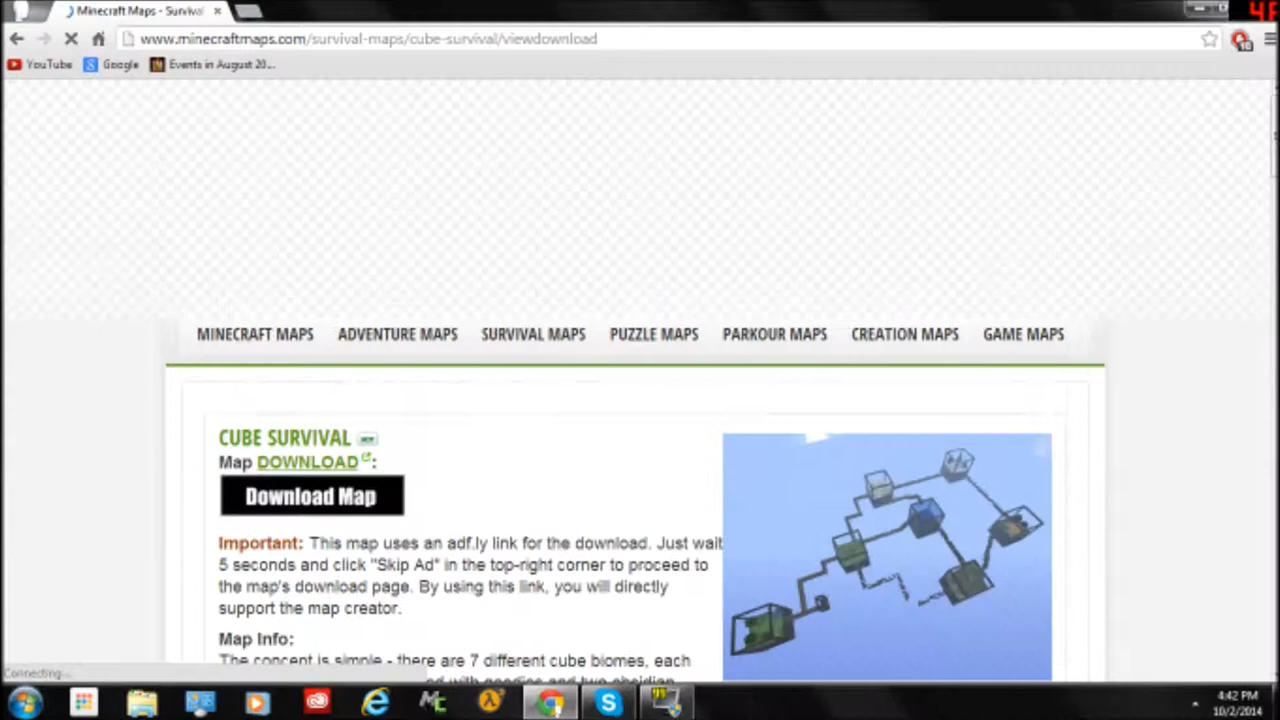 Minecraft Maps - Survival
www.minecraftmaps.com/survival-maps/cube-survival/viewdownload
YouTube Google Events in August 20...
MINECRAFT MAPS ADVENTURE MAPS SURVIVAL MAPS PUZZLE MAPS PARKOUR MAPS CREATION MAPS GAME MAPS
CUBE SURVIVAL
Map DOWNLOAD:
Download Map
Important: This map uses an adf.ly link for the download. Just wait
5 seconds and click "Skip Ad" in the top-right corner to proceed to
the map's download page. By using this link, you will directly
support the map creator.
Map Info:
The concept is simple - there are 7 different cube biomes, each
with goodies and two obsidian
Connecting...
4:42 PM
10/2/2014